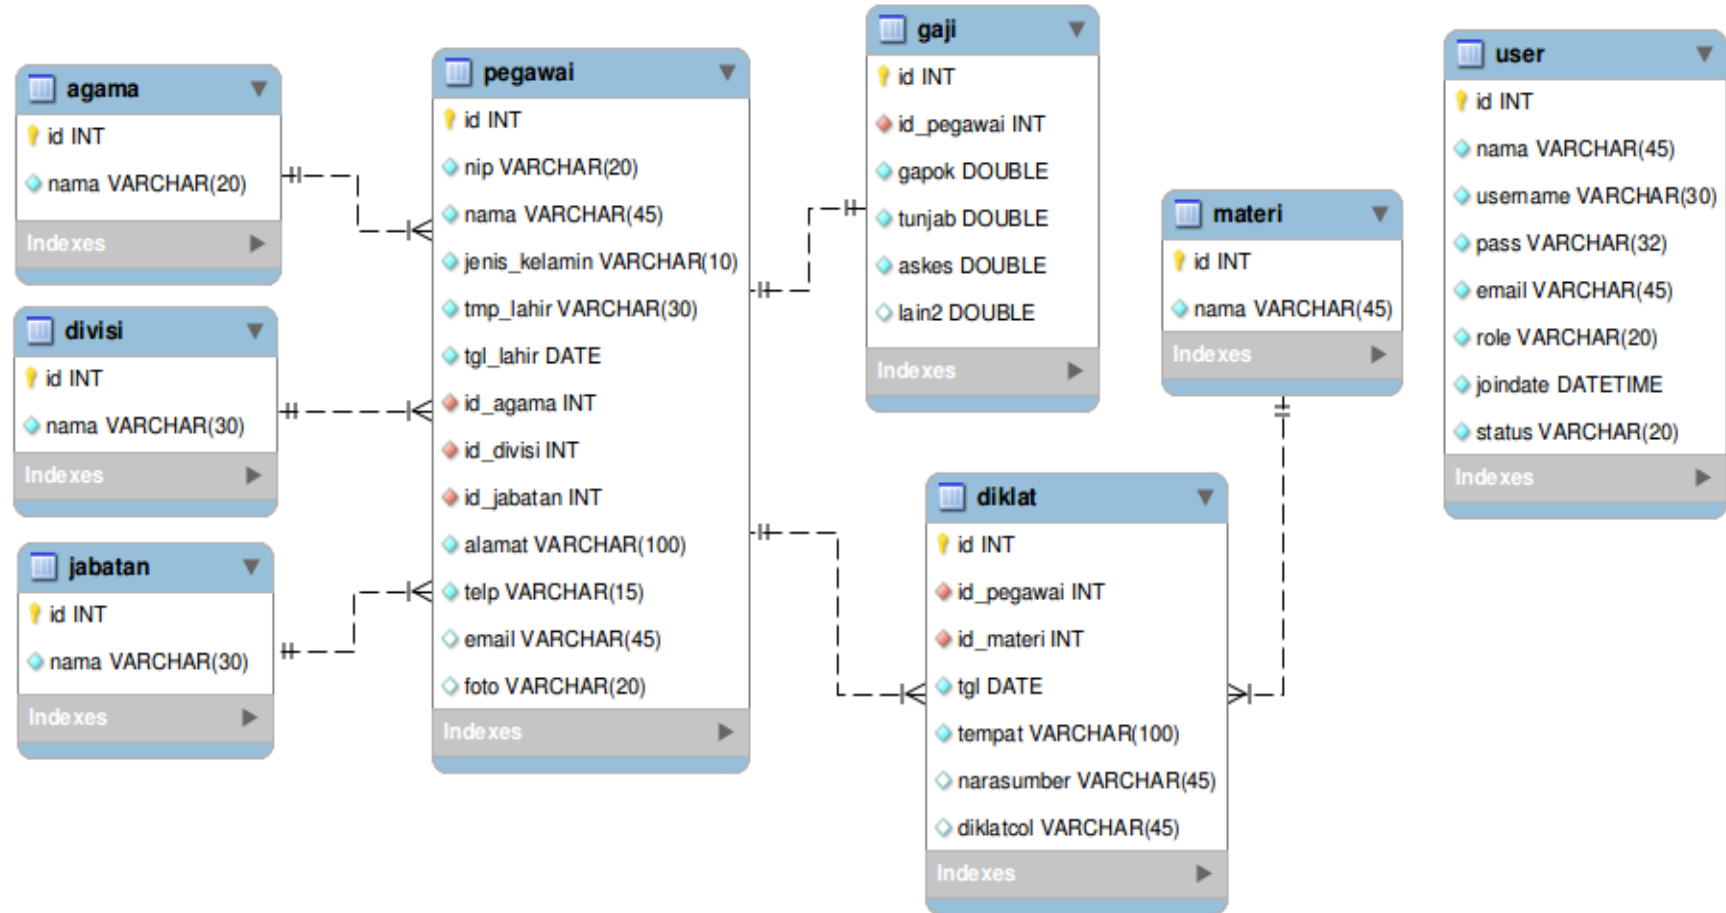 agama
id INT
nama VARCHAR(20)
Indexes
divisi
id INT
nama VARCHAR(30)
Indexes
jabatan
id INT
nama VARCHAR(30)
Indexes
pegawai
id INT
nip VARCHAR(20)
nama VARCHAR(45)
jenis_kelamin VARCHAR(10)
tmp_lahir VARCHAR(30)
tgl_lahir DATE
id_agama INT
id_divisi INT
id_jabatan INT
alamat VARCHAR(100)
telp VARCHAR(15)
email VARCHAR(45)
foto VARCHAR(20)
Indexes
gaji
id INT
id_pegawai INT
gapok DOUBLE
tunjab DOUBLE
askes DOUBLE
lain2 DOUBLE
Indexes
diklat
id INT
id_pegawai INT
id_materi INT
tgl DATE
tempat VARCHAR(100)
narasumber VARCHAR(45)
diklatcol VARCHAR(45)
Indexes
materi
id INT
nama VARCHAR(45)
Indexes
user
id INT
nama VARCHAR(45)
username VARCHAR(30)
pass VARCHAR(32)
email VARCHAR(45)
role VARCHAR(20)
joindate DATETIME
status VARCHAR(20)
Indexes